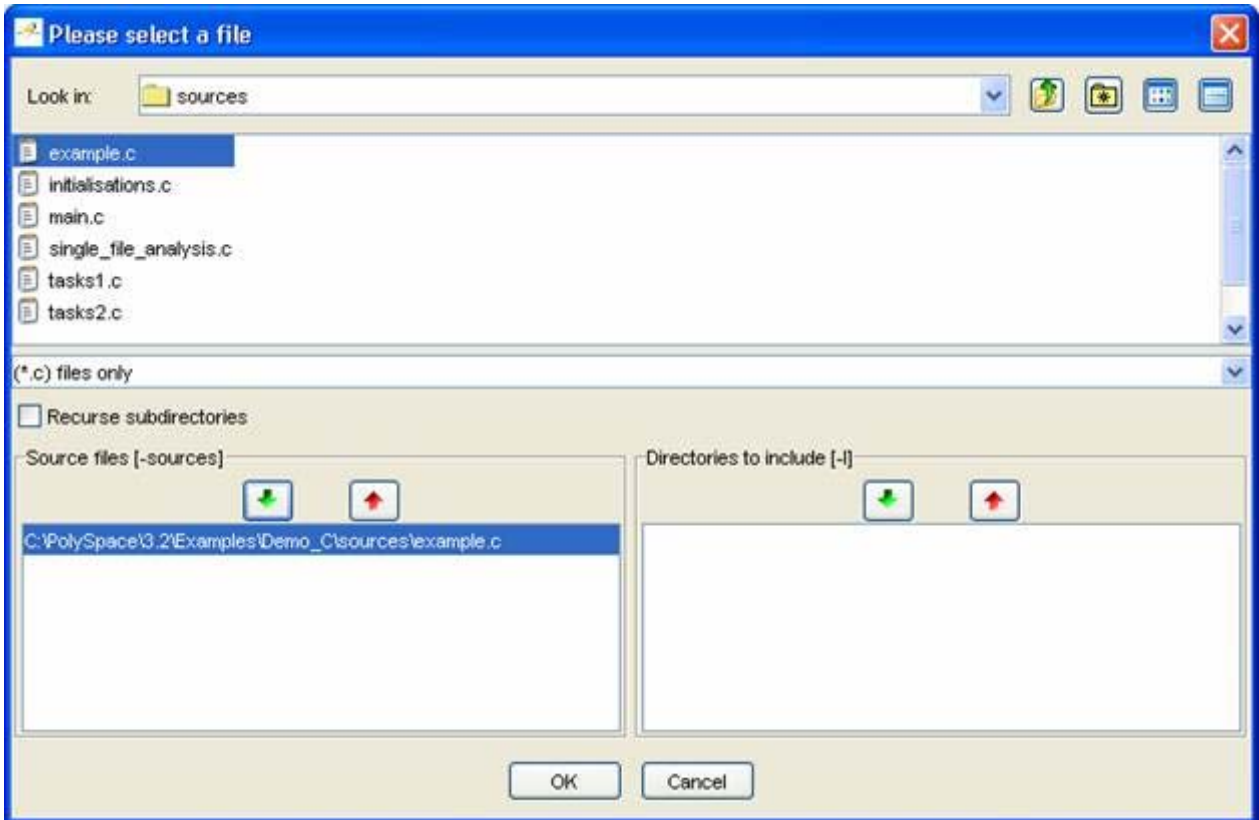 Please select a file
Look in: sources
example.c
initialisations.c
main.c
single_file_analysis.c
tasks1.c
tasks2.c
(*.c) files only
Recurse subdirectories
Source files [-sources]
Directories to include [-I]
C:\PolySpace\3.2\Examples\Demo_C\sources\example.c
OK
Cancel